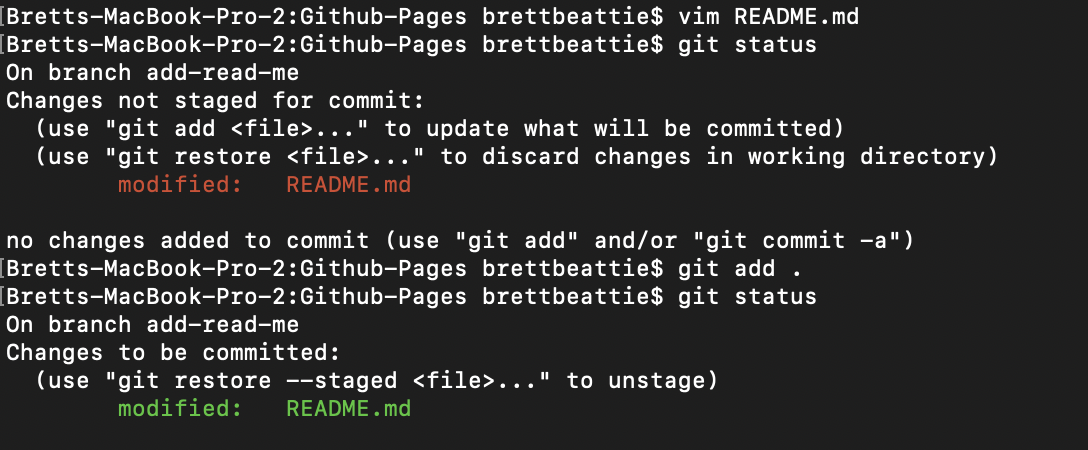 [Bretts-MacBook-Pro-2:Github-Pages brettbeattie$ vim README.md
[Bretts-MacBook-Pro-2:Github-Pages brettbeattie$ git status
On branch add-read-me
Changes not staged for commit:
  (use "git add <file>..." to update what will be committed)
  (use "git restore <file>..." to discard changes in working directory)
        modified:   README.md

no changes added to commit (use "git add" and/or "git commit -a")
[Bretts-MacBook-Pro-2:Github-Pages brettbeattie$ git add .
[Bretts-MacBook-Pro-2:Github-Pages brettbeattie$ git status
On branch add-read-me
Changes to be committed:
  (use "git restore --staged <file>..." to unstage)
        modified:   README.md